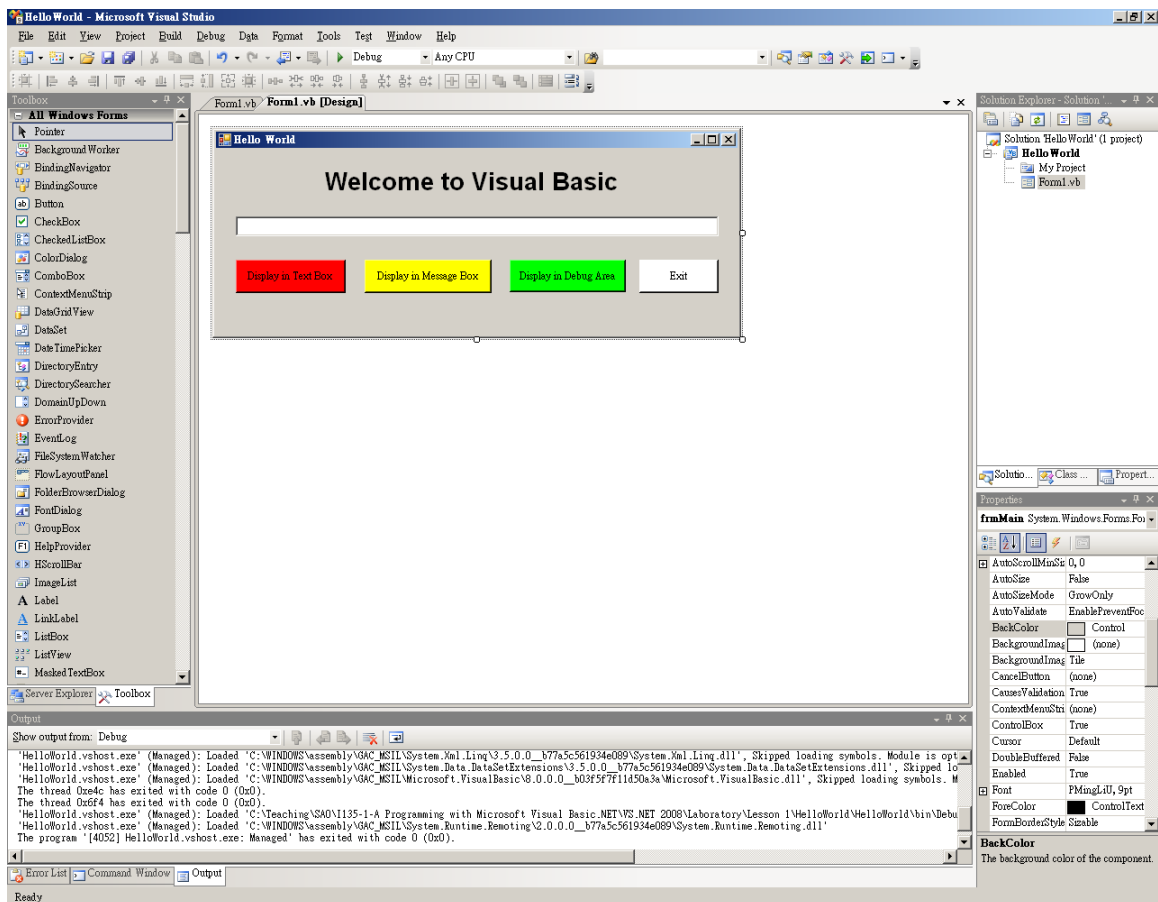 HelloWorld - Microsoft Visual Studio
File Edit View Project Build Debug Data Format Tools Test Window Help
Debug Any CPU
Toolbox
All Windows Forms
Pointer
BackgroundWorker
BindingNavigator
BindingSource
Button
CheckBox
CheckedListBox
ColorDialog
ComboBox
ContextMenuStrip
DataGridView
DataSet
DateTimePicker
DirectoryEntry
DirectorySearcher
DomainUpDown
ErrorProvider
EventLog
FileSystemWatcher
FlowLayoutPanel
FolderBrowserDialog
FontDialog
GroupBox
HelpProvider
HScrollBar
ImageList
A Label
A LinkLabel
ListBox
ListView
MaskedTextBox
Server Explorer Toolbox
Form1.vb Form1.vb [Design]
Hello World
Welcome to Visual Basic
Display in Text Box Display in Message Box Display in Debug Area Exit
Solution Explorer - Solution '...
Solution 'HelloWorld' (1 project)
HelloWorld
My Project
Form1.vb
Solutio... Class ... Propert...
Properties
frmMain System.Windows.Forms.For
AutoScrollMinSiz 0, 0
AutoSize False
AutoSizeMode GrowOnly
AutoValidate EnablePreventFoc
BackColor Control
BackgroundImag (none)
BackgroundImag Tile
CancelButton (none)
CausesValidation True
ContextMenuStri (none)
ControlBox True
Cursor Default
DoubleBuffered False
Enabled True
Font PMingLiU, 9pt
ForeColor ControlText
FormBorderStyle Sizable
BackColor
The background color of the component.
Output
Show output from: Debug
'HelloWorld.vshost.exe' (Managed): Loaded 'C:\WINDOWS\assembly\GAC_MSIL\System.Xml.Linq\3.5.0.0__b77a5c561934e089\System.Xml.Linq.dll', Skipped loading symbols. Module is opt
'HelloWorld.vshost.exe' (Managed): Loaded 'C:\WINDOWS\assembly\GAC_MSIL\System.Data.DataSetExtensions\3.5.0.0__b77a5c561934e089\System.Data.DataSetExtensions.dll', Skipped lo
'HelloWorld.vshost.exe' (Managed): Loaded 'C:\WINDOWS\assembly\GAC_MSIL\Microsoft.VisualBasic\8.0.0.0__b03f5f7f11d50a3a\Microsoft.VisualBasic.dll', Skipped loading symbols. M
The thread 0xe4c has exited with code 0 (0x0).
The thread 0x6f4 has exited with code 0 (0x0).
'HelloWorld.vshost.exe' (Managed): Loaded 'C:\Teaching\SAO\I135-1-A Programming with Microsoft Visual Basic.NET\VS.NET 2008\Laboratory\Lesson 1\HelloWorld\HelloWorld\bin\Debu
'HelloWorld.vshost.exe' (Managed): Loaded 'C:\WINDOWS\assembly\GAC_MSIL\System.Runtime.Remoting\2.0.0.0__b77a5c561934e089\System.Runtime.Remoting.dll'
The program '[4052] HelloWorld.vshost.exe: Managed' has exited with code 0 (0x0).
Error List Command Window Output
Ready